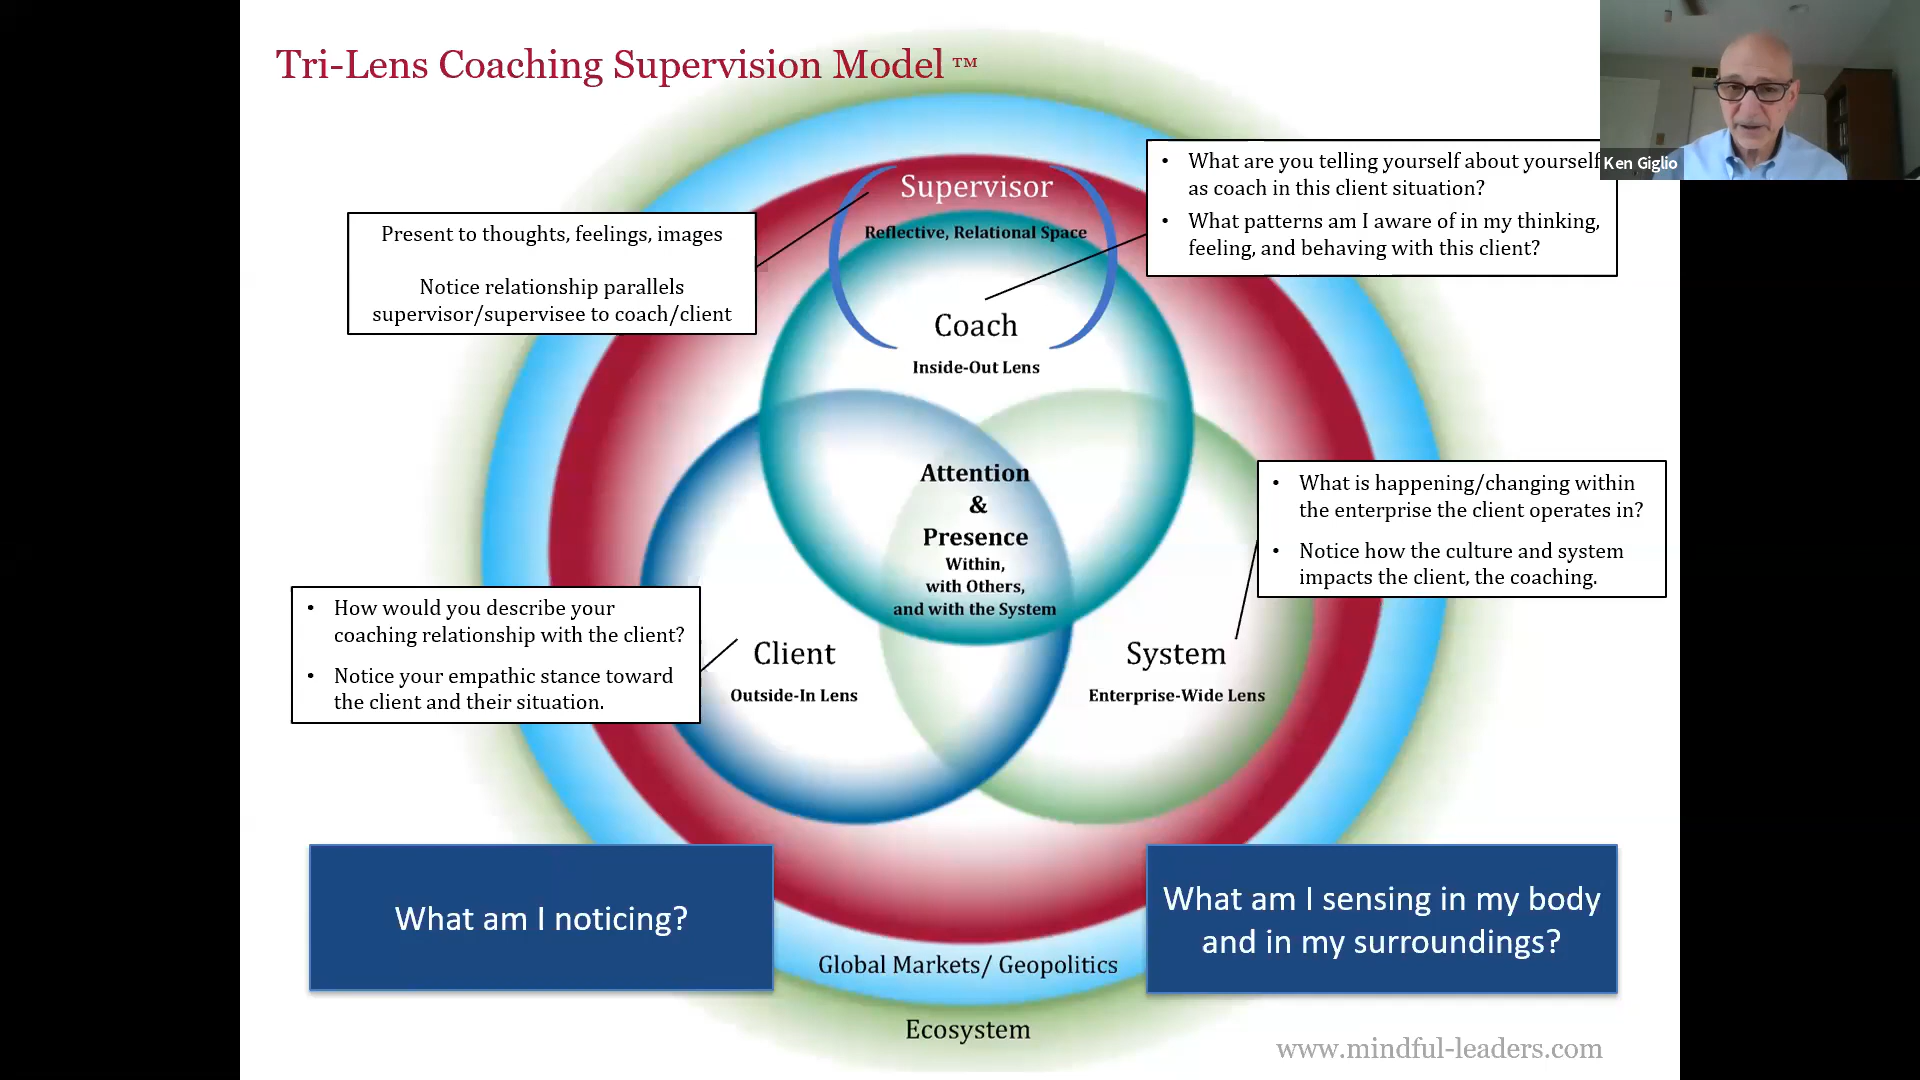 Tri-Lens Coaching Supervision Model ™
Ken Giglio
Supervisor
Reflective, Relational Space
Coach
Inside-Out Lens
• What are you telling yourself about yourself
as coach in this client situation?
• What patterns am I aware of in my thinking,
feeling, and behaving with this client?
Present to thoughts, feelings, images
Notice relationship parallels
supervisor/supervisee to coach/client
Attention
&
Presence
Within,
with Others,
and with the System
• What is happening/changing within
the enterprise the client operates in?
• Notice how the culture and system
impacts the client, the coaching.
• How would you describe your
coaching relationship with the client?
• Notice your empathic stance toward
the client and their situation.
Client
Outside-In Lens
System
Enterprise-Wide Lens
What am I noticing?
What am I sensing in my body
and in my surroundings?
Global Markets/ Geopolitics
Ecosystem
www.mindful-leaders.com